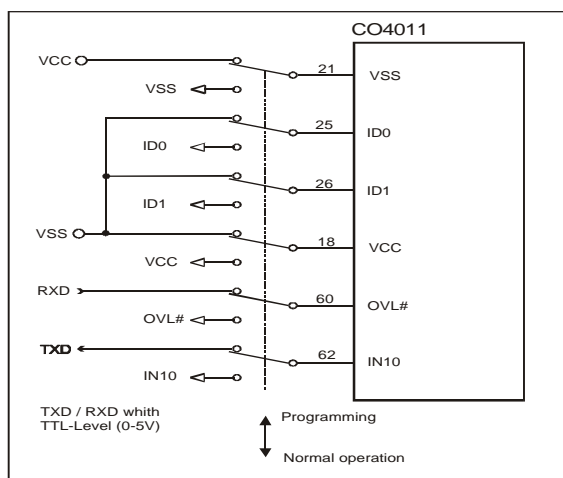 CO4011
VCC
21
VSS
VSS
25
ID0
ID0
26
ID1
ID1
VSS
18
VCC
VCC
RXD
60
OVL#
OVL#
TXD
62
IN10
IN10
TXD / RXD whith
TTL-Level (0-5V)
Programming
Normal operation